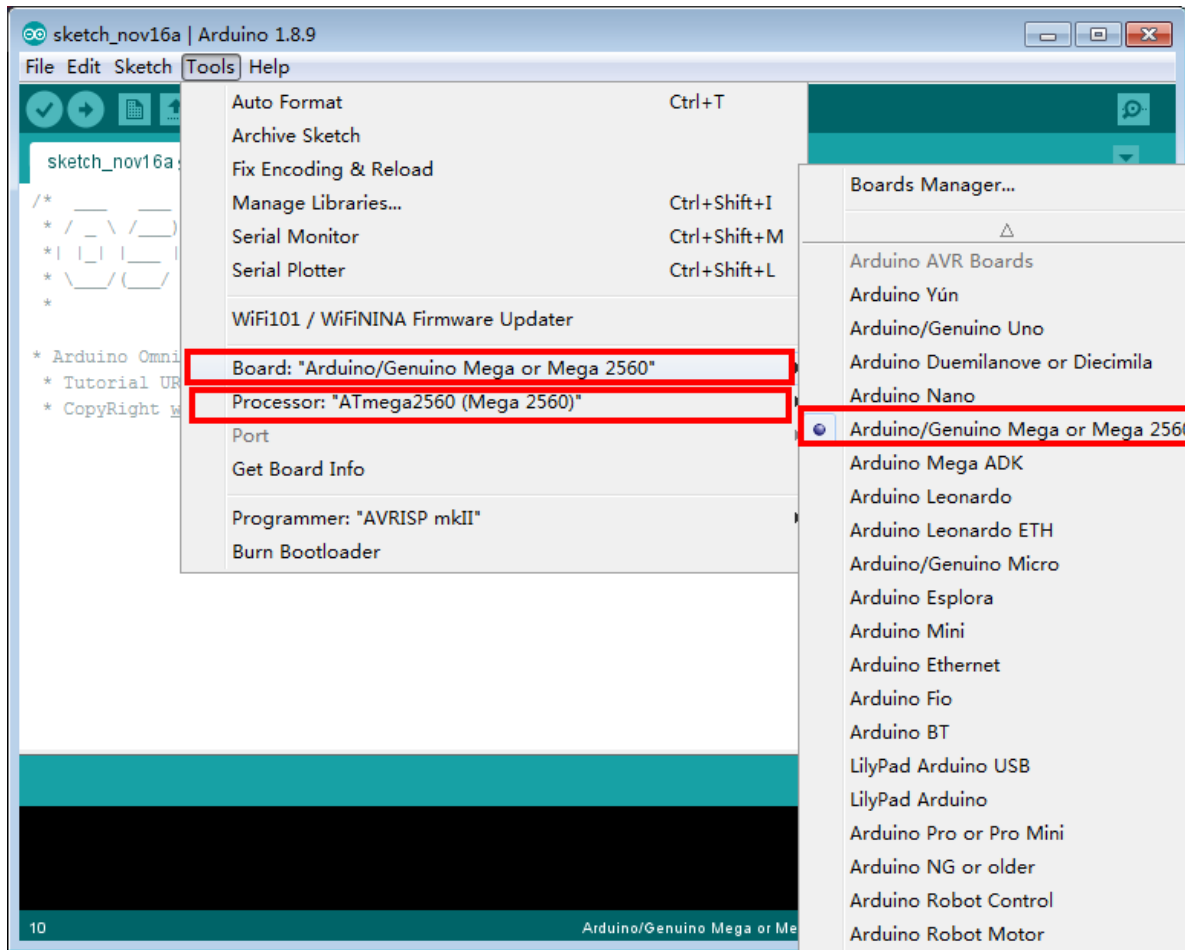 sketch_nov16a | Arduino 1.8.9
File Edit Sketch Tools Help
sketch_nov16a
/* ___ ___
* / _ \ /___)
*| |_| |___ |
* \___/(___/
*
* Arduino Omni
* Tutorial UR
* CopyRight w
Auto Format Ctrl+T
Archive Sketch
Fix Encoding & Reload
Manage Libraries... Ctrl+Shift+I
Serial Monitor Ctrl+Shift+M
Serial Plotter Ctrl+Shift+L
WiFi101 / WiFiNINA Firmware Updater
Board: "Arduino/Genuino Mega or Mega 2560"
Processor: "ATmega2560 (Mega 2560)"
Port
Get Board Info
Programmer: "AVRISP mkII"
Burn Bootloader
Boards Manager...
Arduino AVR Boards
Arduino Yún
Arduino/Genuino Uno
Arduino Duemilanove or Diecimila
Arduino Nano
Arduino/Genuino Mega or Mega 256
Arduino Mega ADK
Arduino Leonardo
Arduino Leonardo ETH
Arduino/Genuino Micro
Arduino Esplora
Arduino Mini
Arduino Ethernet
Arduino Fio
Arduino BT
LilyPad Arduino USB
LilyPad Arduino
Arduino Pro or Pro Mini
Arduino NG or older
Arduino Robot Control
Arduino Robot Motor
10 Arduino/Genuino Mega or Me